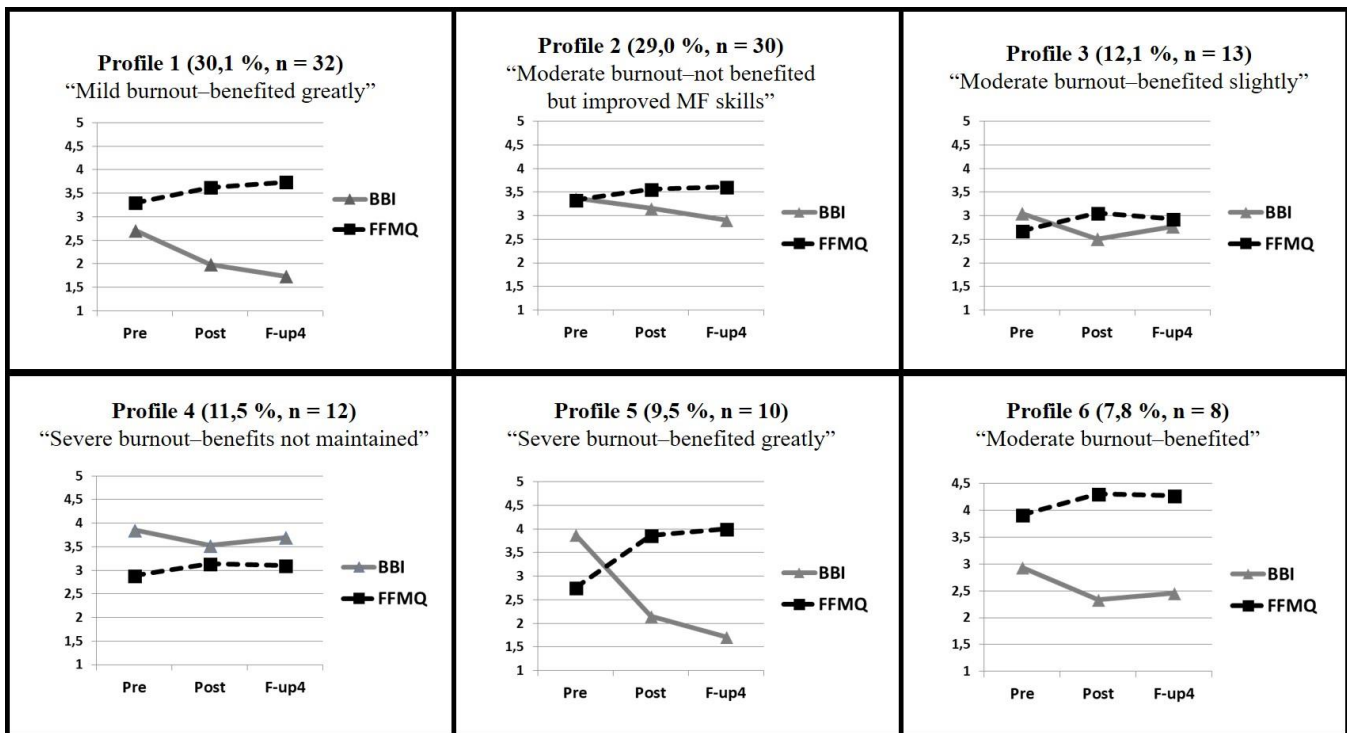 Profile 1 (30,1 %, n = 32)
“Mild burnout–benefited greatly”
5
4,5
4
3,5
3
2,5
2
1,5
1
Pre Post F-up4
BBI
FFMQ
Profile 2 (29,0 %, n = 30)
“Moderate burnout–not benefited
but improved MF skills”
5
4,5
4
3,5
3
2,5
2
1,5
1
Pre Post F-up4
BBI
FFMQ
Profile 3 (12,1 %, n = 13)
“Moderate burnout–benefited slightly”
5
4,5
4
3,5
3
2,5
2
1,5
1
Pre Post F-up4
BBI
FFMQ
Profile 4 (11,5 %, n = 12)
“Severe burnout–benefits not maintained”
5
4,5
4
3,5
3
2,5
2
1,5
1
Pre Post F-up4
BBI
FFMQ
Profile 5 (9,5 %, n = 10)
“Severe burnout–benefited greatly”
5
4,5
4
3,5
3
2,5
2
1,5
1
Pre Post F-up4
BBI
FFMQ
Profile 6 (7,8 %, n = 8)
“Moderate burnout–benefited”
4,5
4
3,5
3
2,5
2
1,5
1
Pre Post F-up4
BBI
FFMQ